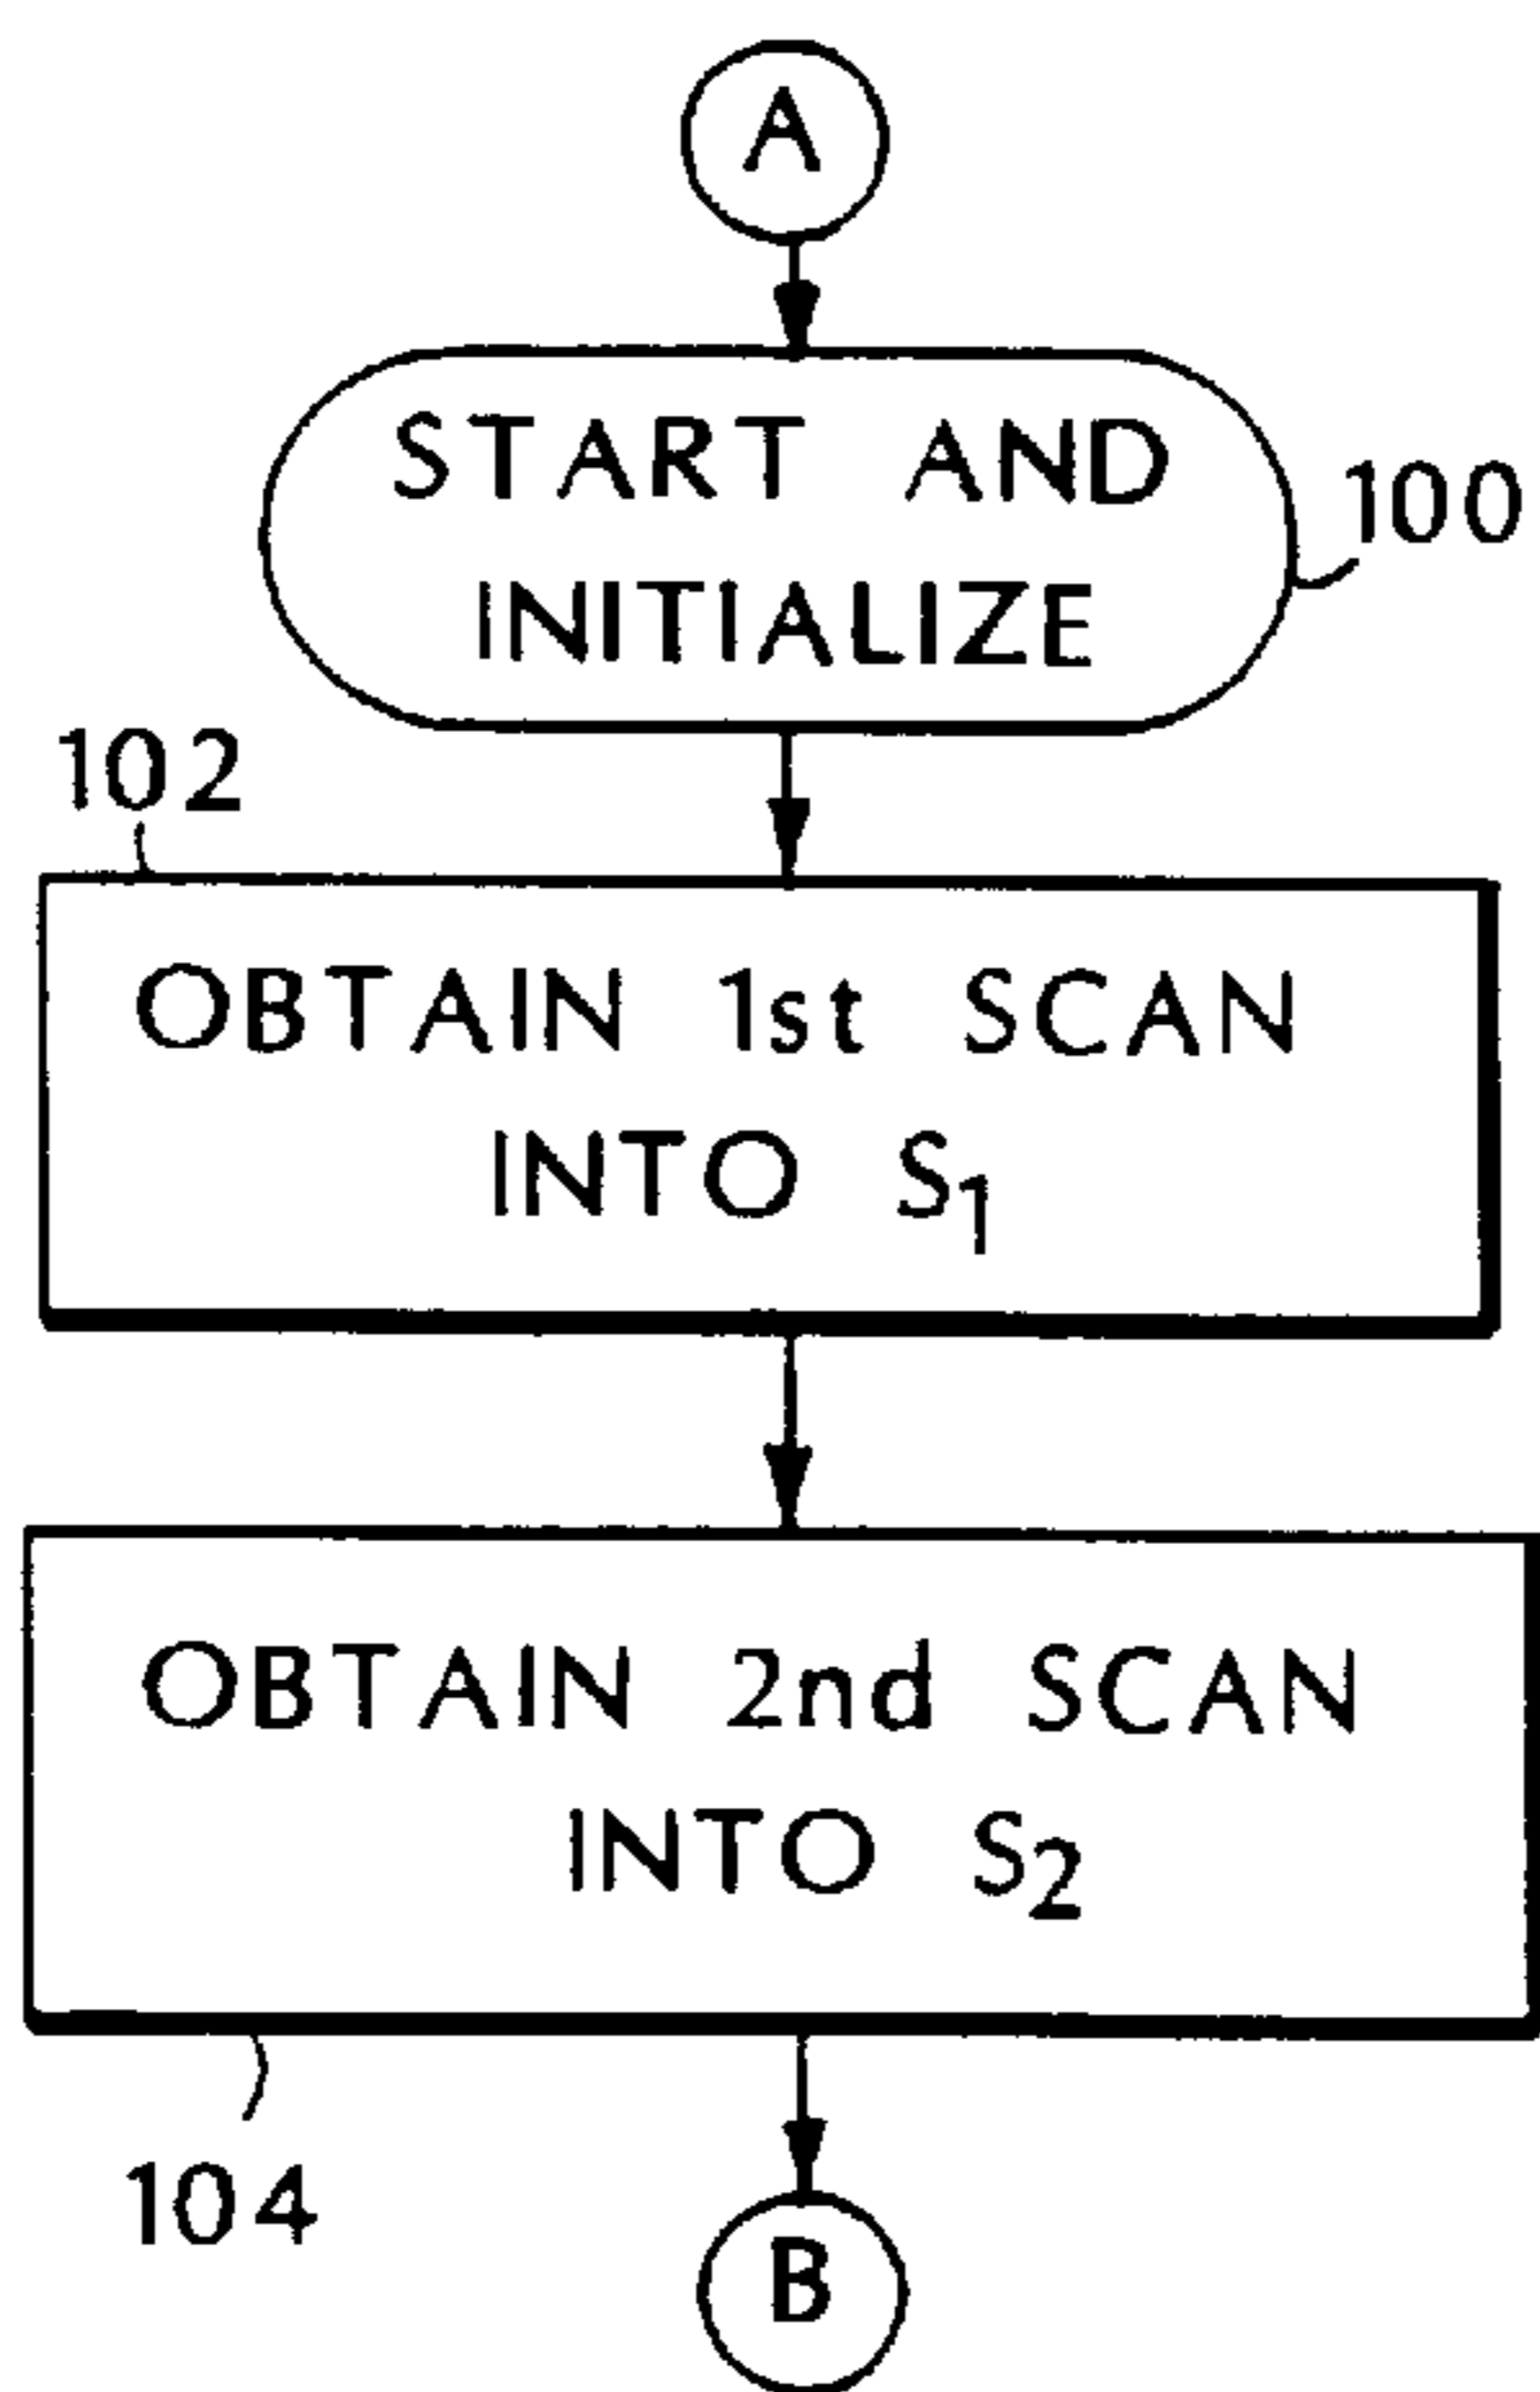 A
START AND
INITIALIZE
100
102
OBTAIN 1st SCAN
INTO S₁
OBTAIN 2nd SCAN
INTO S₂
104
B